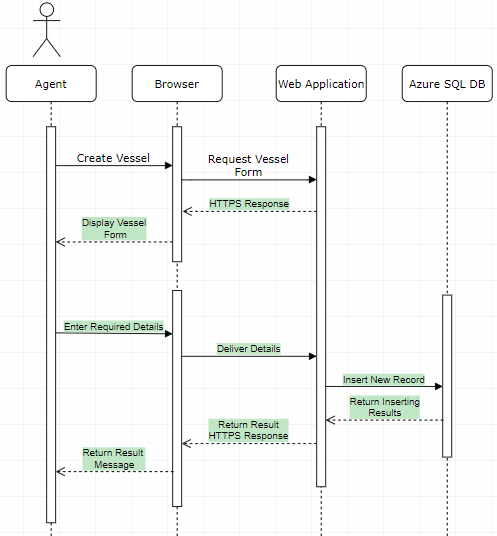 Agent
Browser
Web Application
Azure SQL DB
Create Vessel
Request Vessel
Form
HTTPS Response
Display Vessel
Form
Enter Required Details
Deliver Details
Insert New Record
Return Inserting
Results
Return Result
HTTPS Response
Return Result
Message